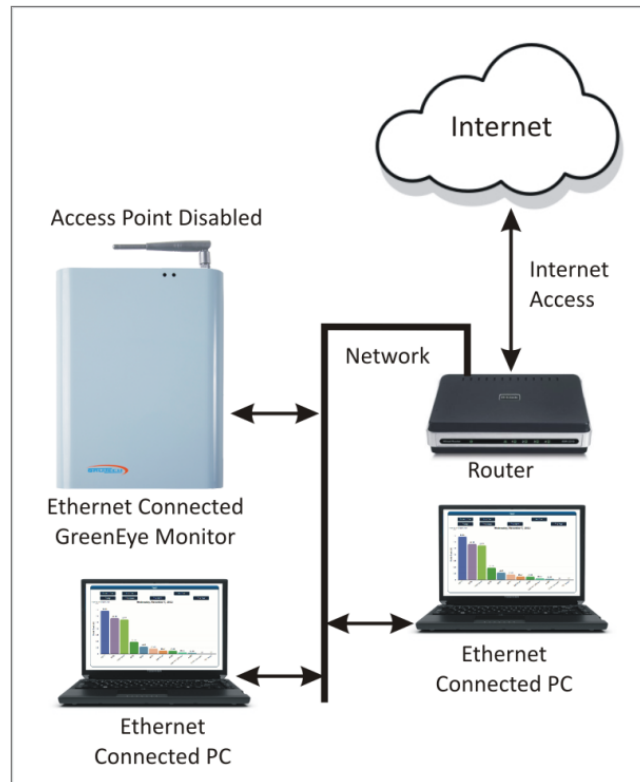 Internet
Access Point Disabled
Internet
Access
Network
Router
Ethernet Connected
GreenEye Monitor
Ethernet
Connected PC
Ethernet
Connected PC